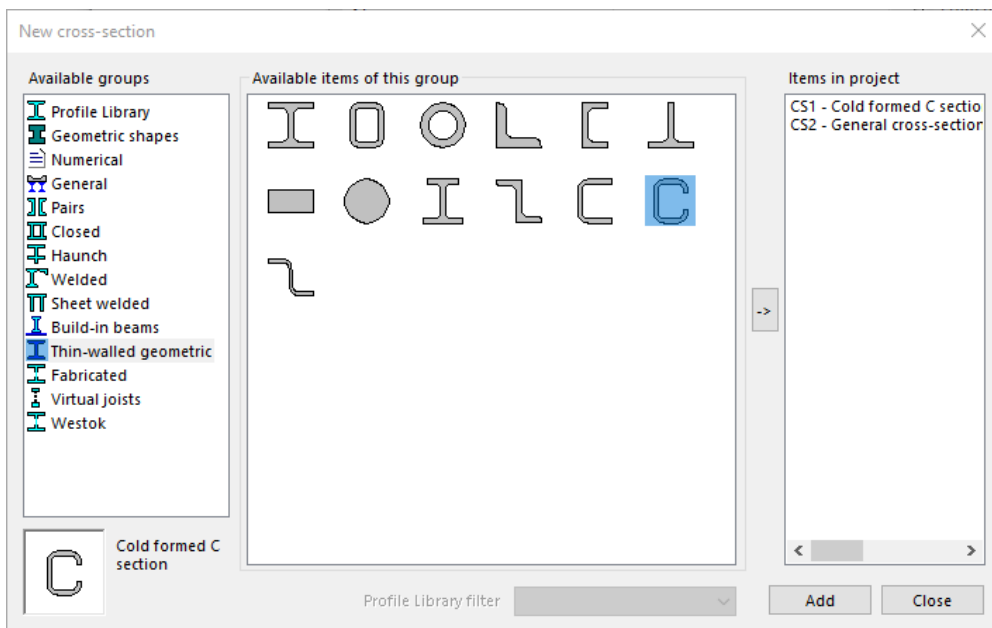 New cross-section
Available groups
Profile Library
Geometric shapes
Numerical
General
Pairs
Closed
Haunch
Welded
Sheet welded
Build-in beams
Thin-walled geometric
Fabricated
Virtual joists
Westok
Cold formed C
section
Available items of this group
Profile Library filter
Items in project
CS1 - Cold formed C sectio
CS2 - General cross-section
->
Add
Close